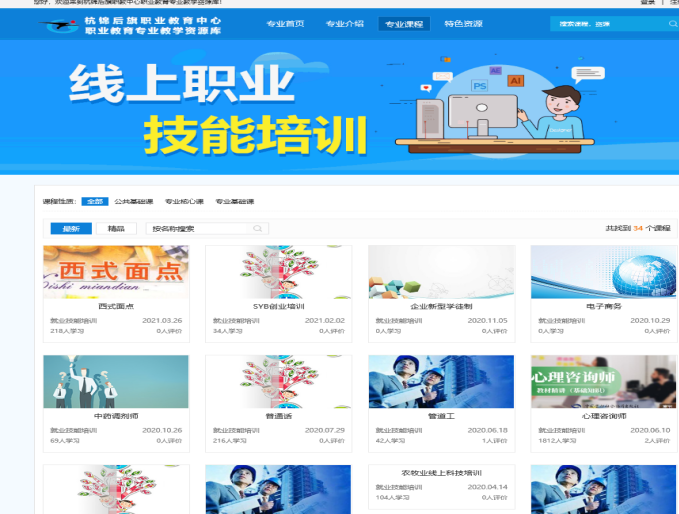 您好，欢迎来到杭锦后旗职教中心职业教育专业教学资源库！
登录 | 注册
杭锦后旗职业教育中心
职业教育专业教学资源库
专业首页 专业介绍 专业课程 特色资源
搜索课程、资源
线上职业
技能培训
PS AE AI
课程性质： 全部 公共基础课 专业核心课 专业基础课
最新 精品 按名称搜索 共找到 34 个课程
西式面点
Xishi miandian
西式面点
就业技能培训 2021.03.26
218人学习 0人评价
SYB创业培训
就业技能培训 2021.02.02
34人学习 0人评价
企业新型学徒制
就业技能培训 2020.11.05
0人学习 0人评价
电子商务
就业技能培训 2020.10.29
0人学习 0人评价
中药调剂师
就业技能培训 2020.10.26
69人学习 0人评价
普通话
就业技能培训 2020.07.29
216人学习 0人评价
管道工
就业技能培训 2020.06.18
42人学习 1人评价
心理咨询师
教材精讲（基础知识）
心理咨询师
就业技能培训 2020.06.10
1812人学习 2人评价
农牧业线上科技培训
就业技能培训 2020.04.14
104人学习 0人评价